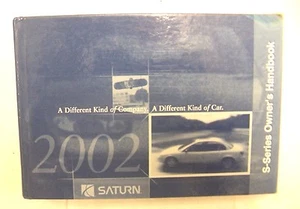 A Different Kind of Company. A Different Kind of Car.
2002
SATURN
S-Series Owner's Handbook